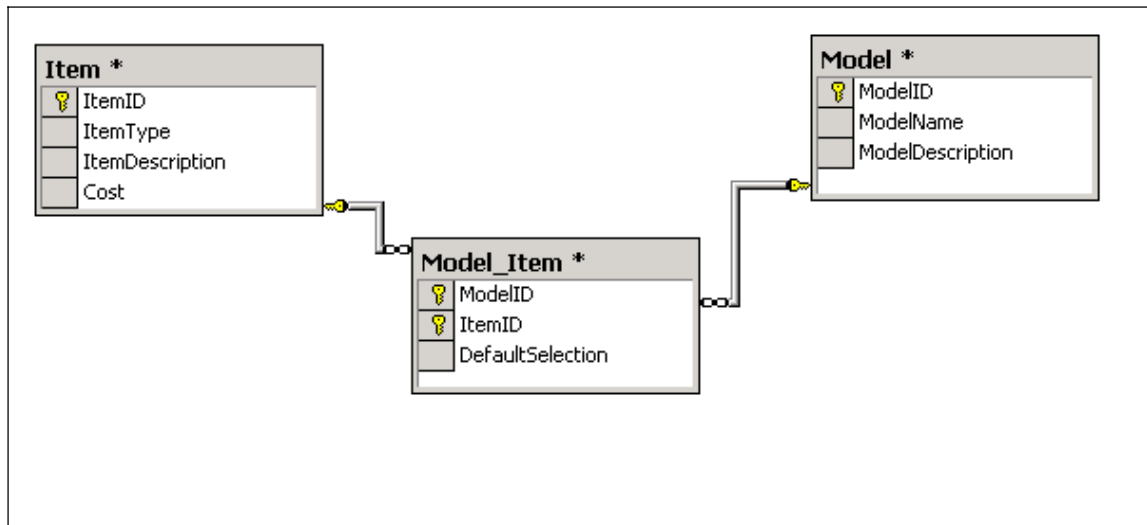 Item *
ItemID
ItemType
ItemDescription
Cost
Model *
ModelID
ModelName
ModelDescription
Model_Item *
ModelID
ItemID
DefaultSelection